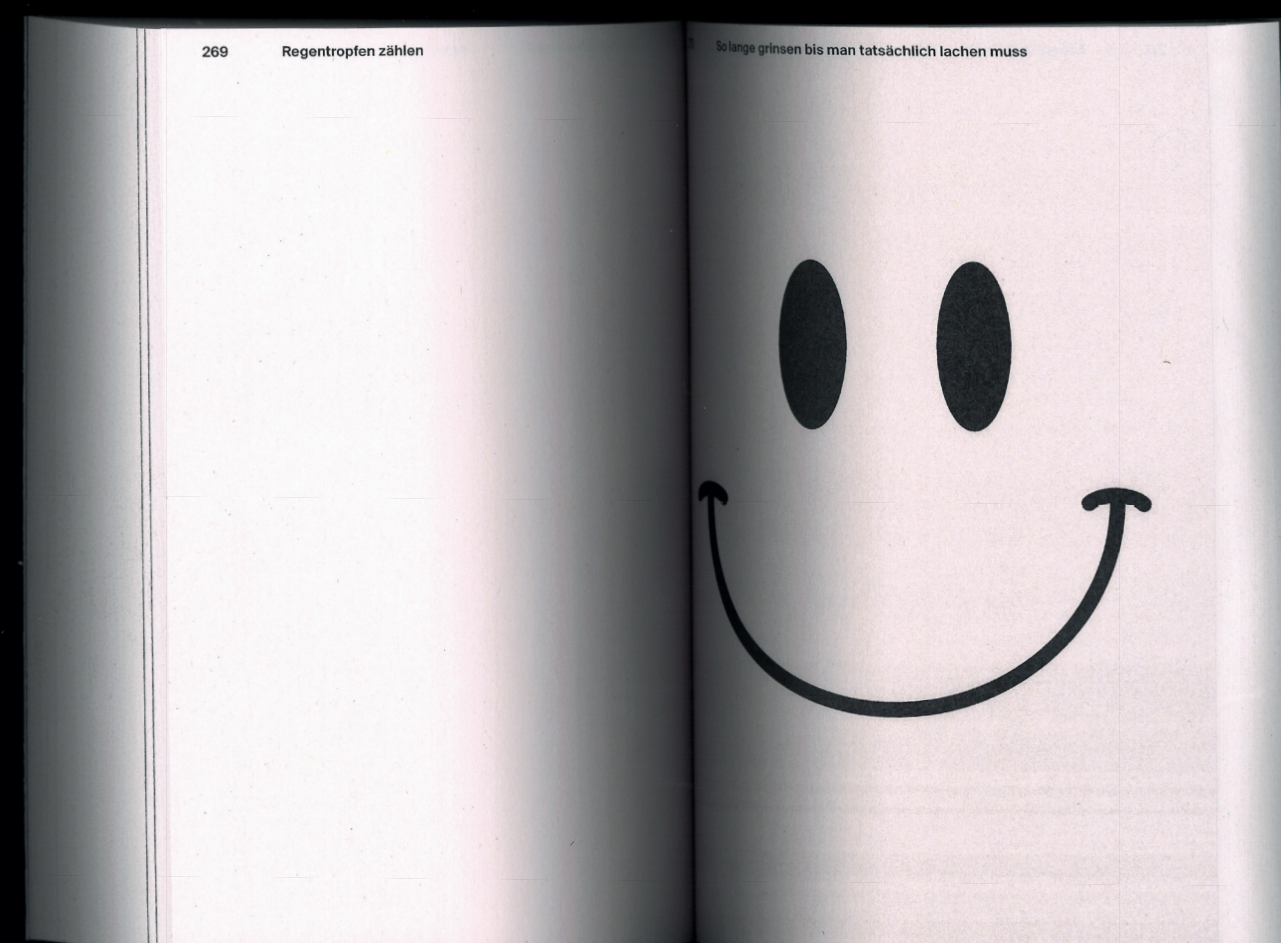 269 Regentropfen zählen
So lange grinsen bis man tatsächlich lachen muss